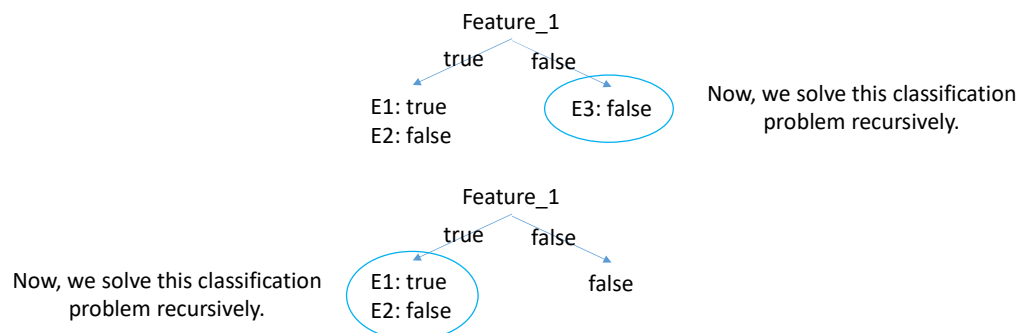 Feature_1
true false
E1: true
E2: false
E3: false
Now, we solve this classification
problem recursively.
Feature_1
true false
Now, we solve this classification
problem recursively.
E1: true
E2: false
false